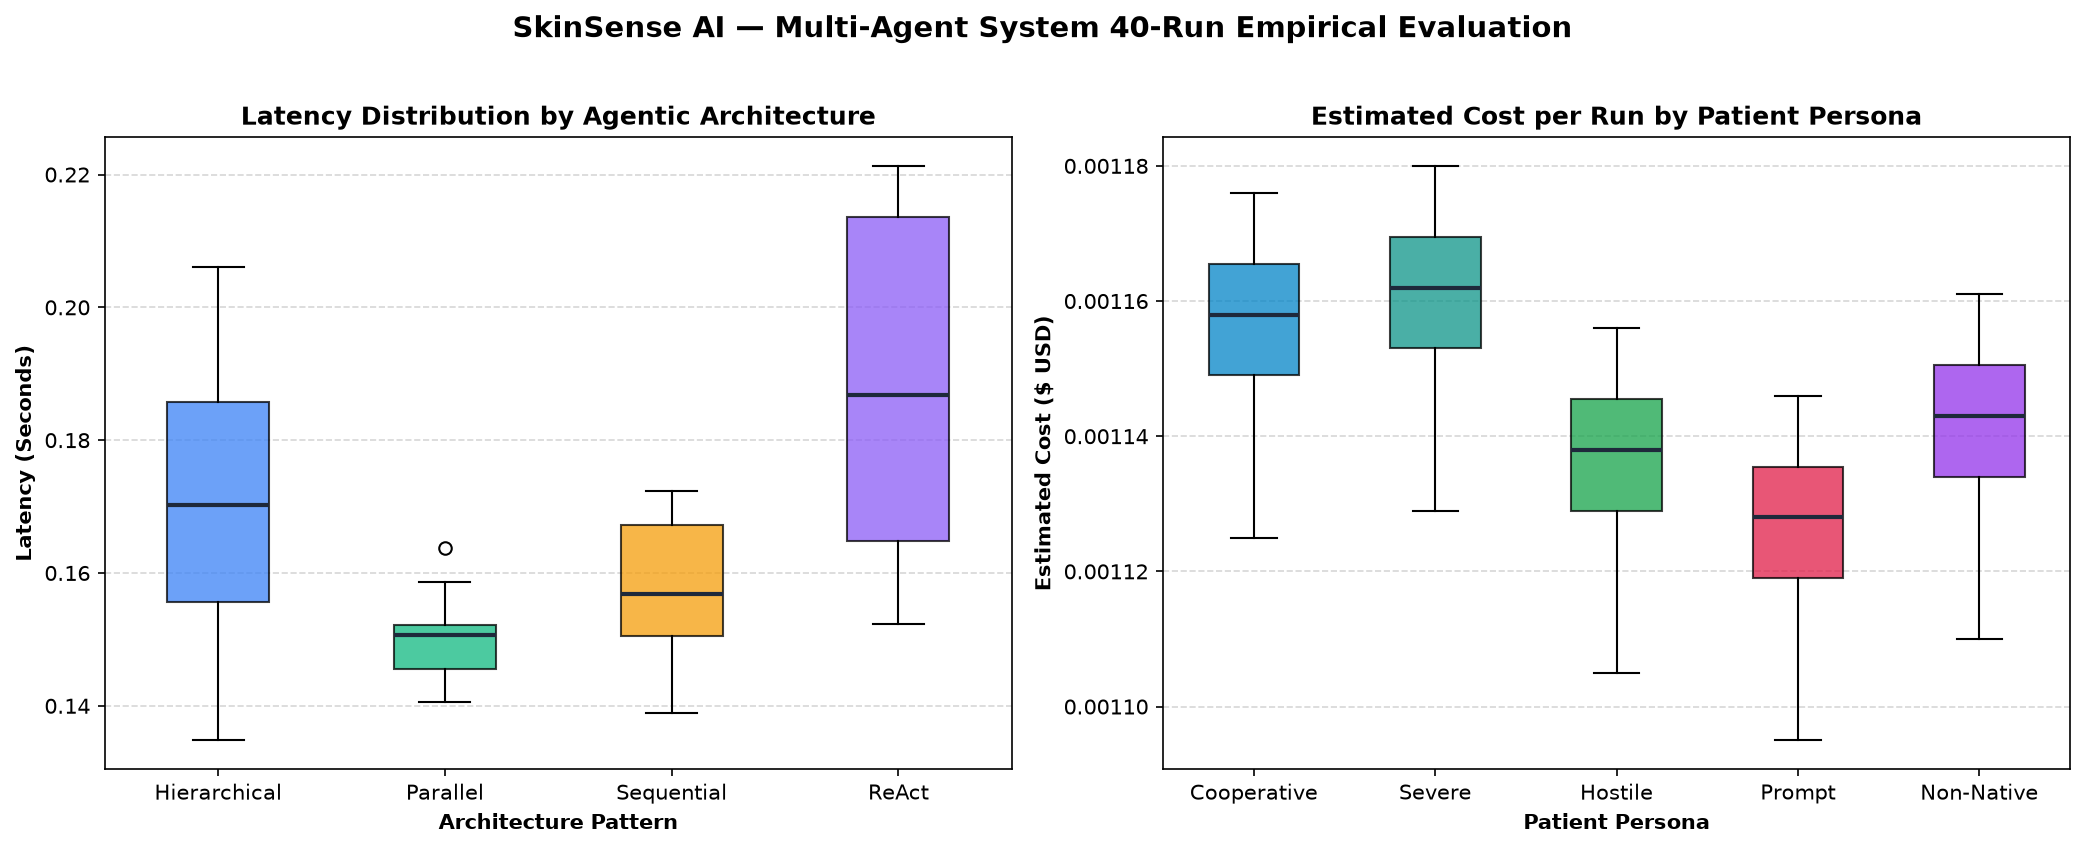 SkinSense AI — Multi-Agent System 40-Run Empirical Evaluation
Latency Distribution by Agentic Architecture
Latency (Seconds)
0.22
0.20
0.18
0.16
0.14
Hierarchical
Parallel
Sequential
ReAct
Architecture Pattern
Estimated Cost per Run by Patient Persona
Estimated Cost ($ USD)
0.00118
0.00116
0.00114
0.00112
0.00110
Cooperative
Severe
Hostile
Prompt
Non-Native
Patient Persona